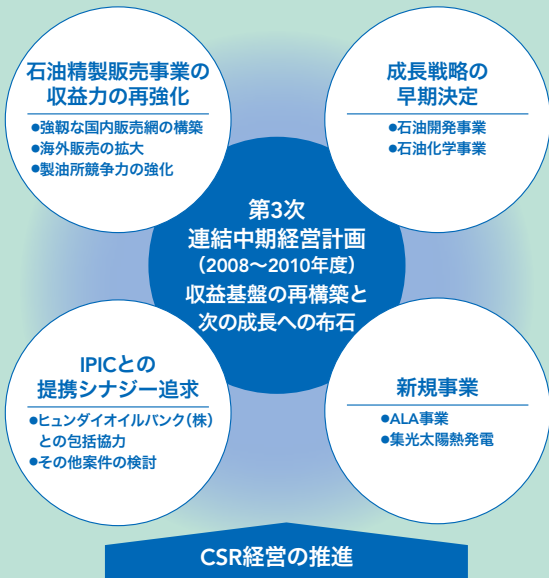 石油精製販売事業の
収益力の再強化
●強靱な国内販売網の構築
●海外販売の拡大
●製油所競争力の強化
成長戦略の
早期決定
●石油開発事業
●石油化学事業
第3次
連結中期経営計画
(2008〜2010年度)
収益基盤の再構築と
次の成長への布石
IPICとの
提携シナジー追求
●ヒュンダイオイルバンク(株)
との包括協力
●その他案件の検討
新規事業
●ALA事業
●集光太陽熱発電
CSR経営の推進